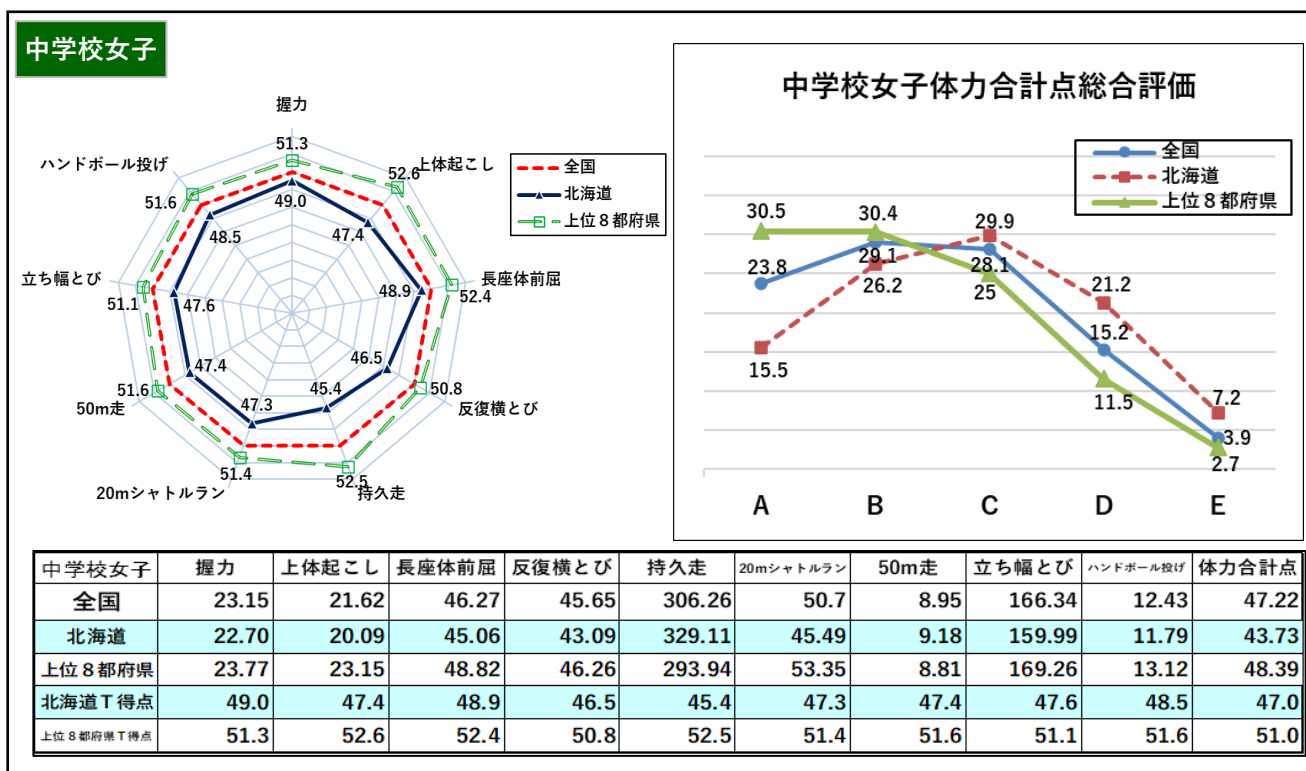 中学校女子
握力
51.3
上体起こし
52.6
ハンドボール投げ
51.6
49.0
48.5
47.4
立ち幅とび
51.1
47.6
48.9
長座体前屈
52.4
47.4
46.5
50m走
51.6
50.8
反復横とび
47.3
45.4
20mシャトルラン
51.4
52.5
持久走
全国
北海道
上位８都府県
中学校女子体力合計点総合評価
全国
北海道
上位８都府県
30.5
30.4
29.9
23.8
29.1
28.1
26.2
25
21.2
15.5
15.2
11.5
7.2
3.9
2.7
A B C D E
中学校女子 握力 上体起こし 長座体前屈 反復横とび 持久走 20mシャトルラン 50m走 立ち幅とび ハンドボール投げ 体力合計点
全国 23.15 21.62 46.27 45.65 306.26 50.7 8.95 166.34 12.43 47.22
北海道 22.70 20.09 45.06 43.09 329.11 45.49 9.18 159.99 11.79 43.73
上位８都府県 23.77 23.15 48.82 46.26 293.94 53.35 8.81 169.26 13.12 48.39
北海道Ｔ得点 49.0 47.4 48.9 46.5 45.4 47.3 47.4 47.6 48.5 47.0
上位８都府県Ｔ得点 51.3 52.6 52.4 50.8 52.5 51.4 51.6 51.1 51.6 51.0